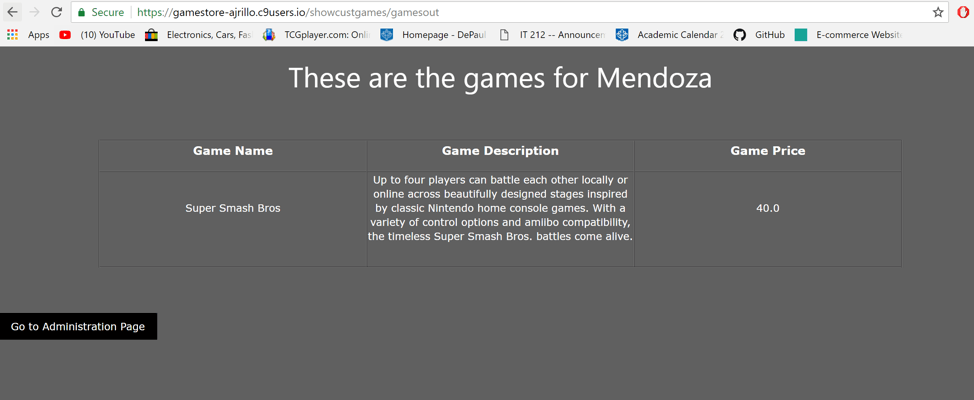 Secure https://gamestore-ajrillo.c9users.io/showcustgames/gamesout
Apps (10) YouTube Electronics, Cars, Fas TCGplayer.com: Onli Homepage - DePaul IT 212 -- Announcem Academic Calendar GitHub E-commerce Website
These are the games for Mendoza
Game Name Game Description Game Price
Up to four players can battle each other locally or
online across beautifully designed stages inspired
Super Smash Bros by classic Nintendo home console games. With a 40.0
variety of control options and amiibo compatibility,
the timeless Super Smash Bros. battles come alive.
Go to Administration Page